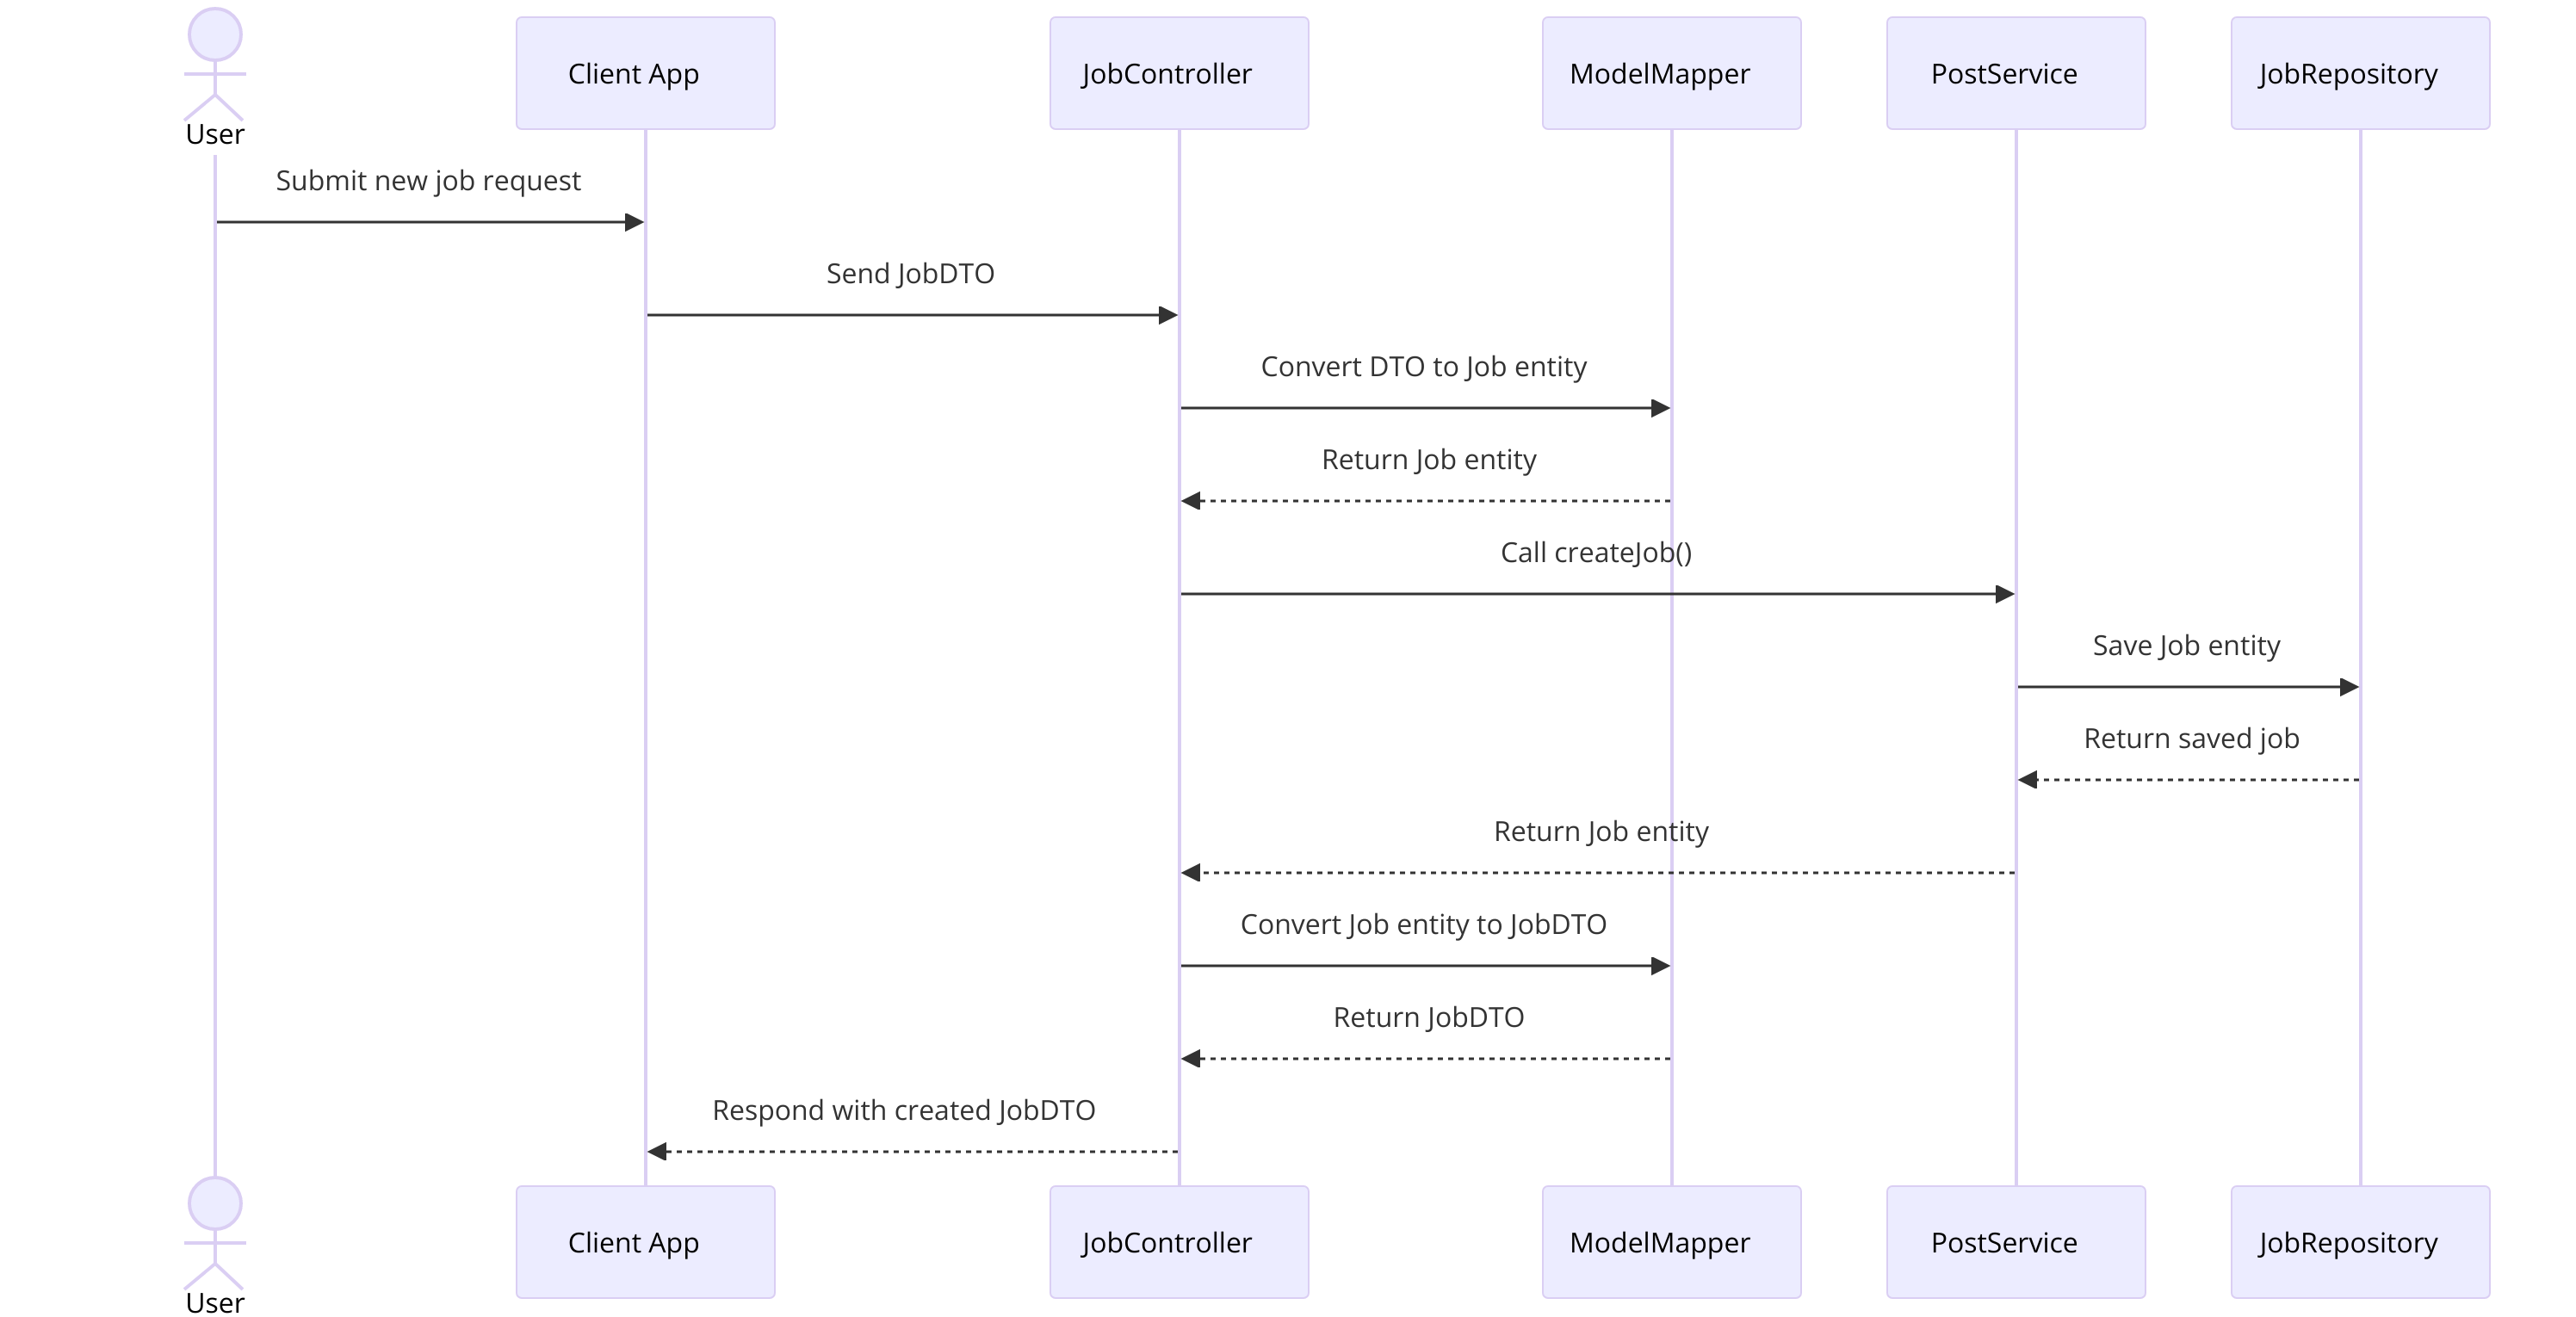 User
Client App
JobController
ModelMapper
PostService
JobRepository
Submit new job request
Send JobDTO
Convert DTO to Job entity
Return Job entity
Call createJob()
Save Job entity
Return saved job
Return Job entity
Convert Job entity to JobDTO
Return JobDTO
Respond with created JobDTO
User
Client App
JobController
ModelMapper
PostService
JobRepository